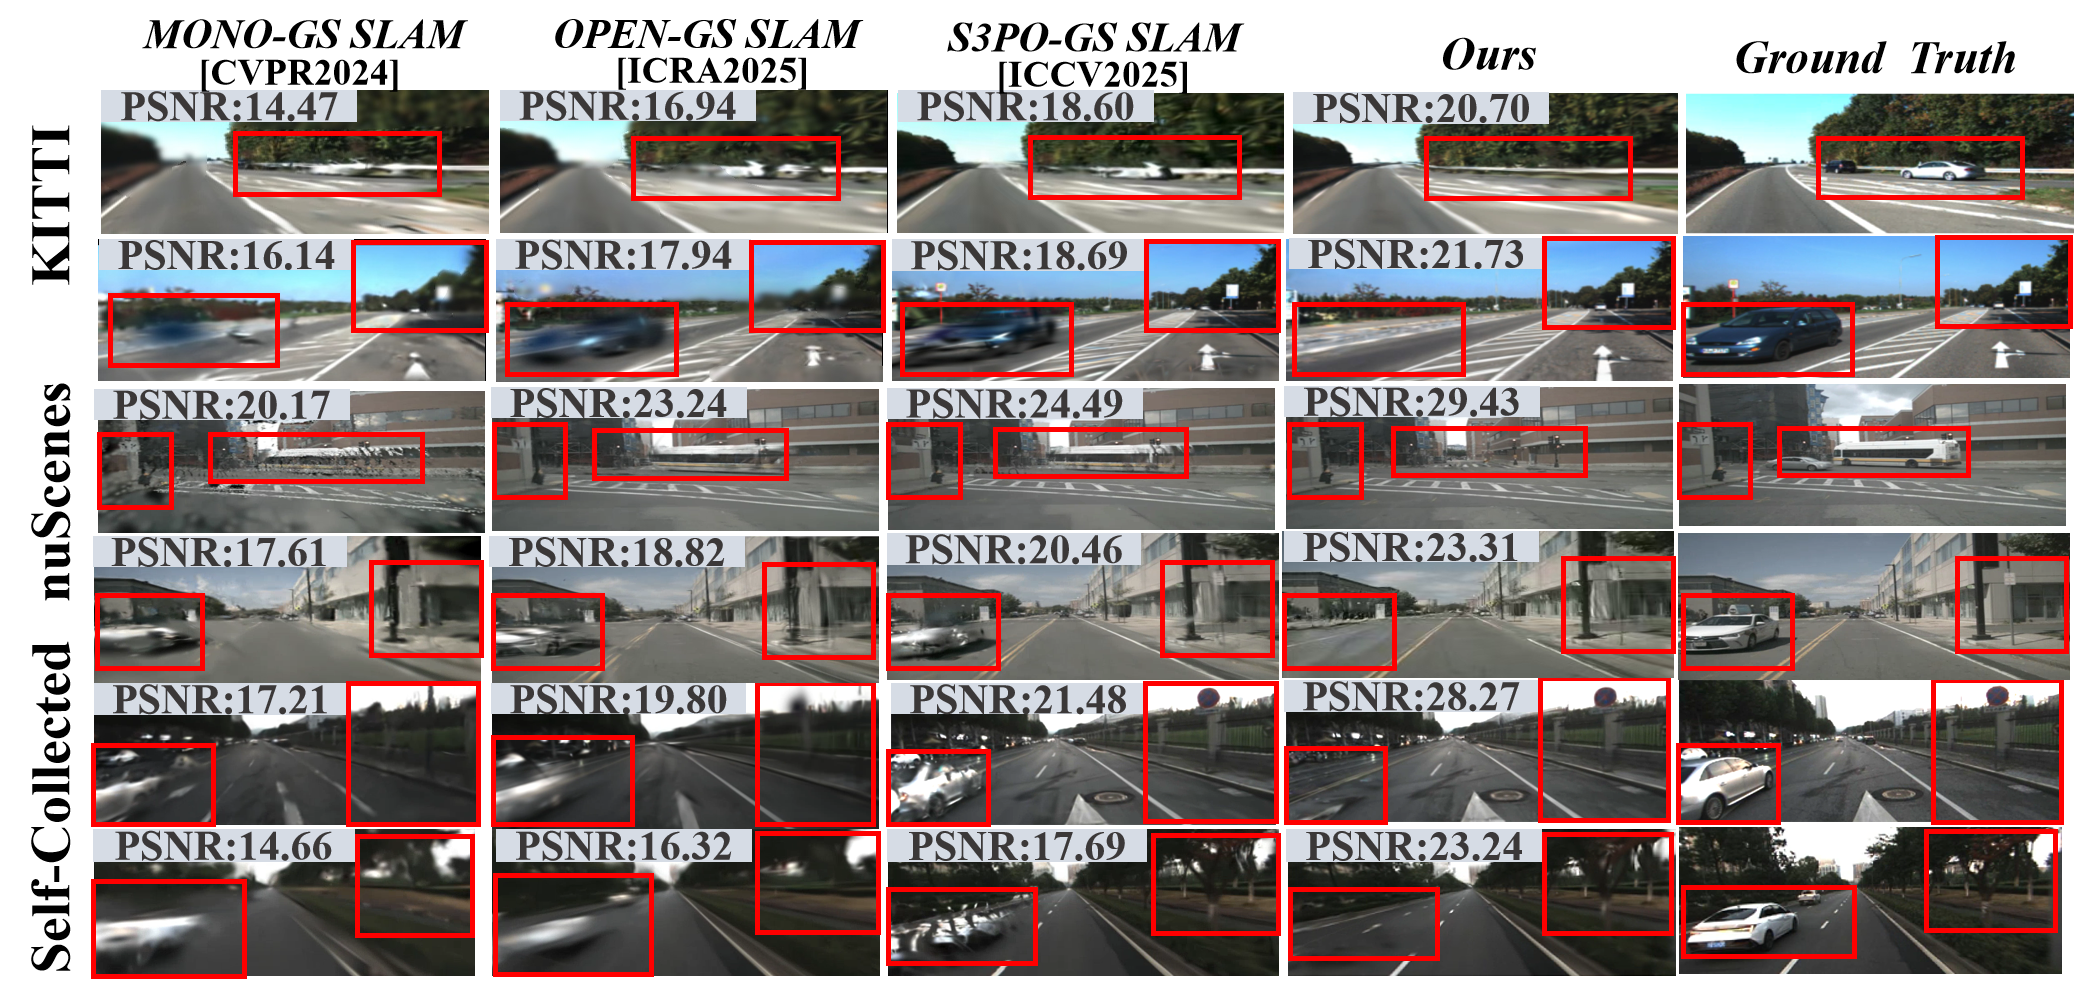 MONO-GS SLAM
[CVPR2024]
OPEN-GS SLAM
[ICRA2025]
S3PO-GS SLAM
[ICCV2025]
Ours
Ground Truth
KITTI
PSNR:14.47
PSNR:16.94
PSNR:18.60
PSNR:20.70
PSNR:16.14
PSNR:17.94
PSNR:18.69
PSNR:21.73
nuScenes
PSNR:20.17
PSNR:23.24
PSNR:24.49
PSNR:29.43
PSNR:17.61
PSNR:18.82
PSNR:20.46
PSNR:23.31
Self-Collected
PSNR:17.21
PSNR:19.80
PSNR:21.48
PSNR:28.27
PSNR:14.66
PSNR:16.32
PSNR:17.69
PSNR:23.24